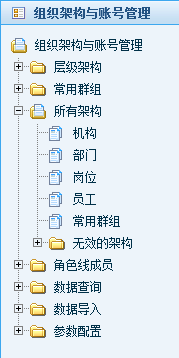 组织架构与账号管理
组织架构与账号管理
层级架构
常用群组
所有架构
机构
部门
岗位
员工
常用群组
无效的架构
角色线成员
数据查询
数据导入
参数配置